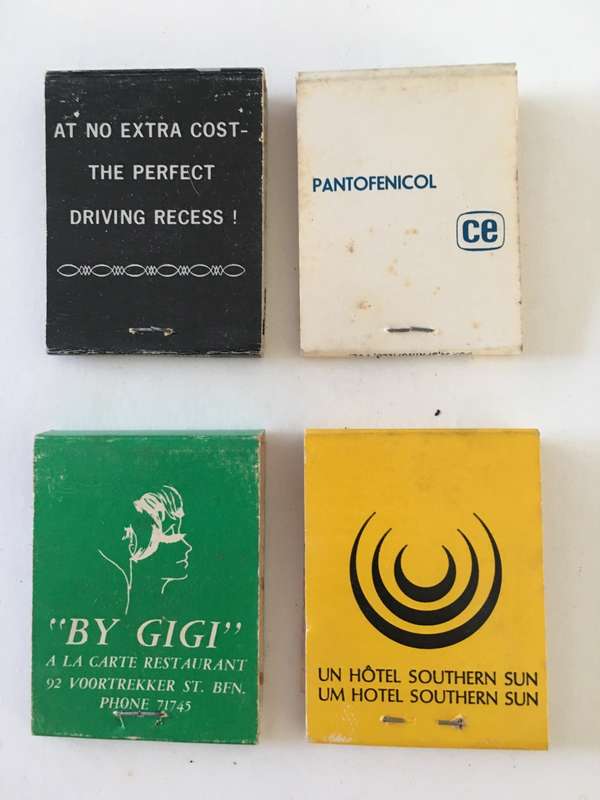 AT NO EXTRA COST-
THE PERFECT
DRIVING RECESS !
PANTOFENICOL
ce
"BY GIGI"
A LA CARTE RESTAURANT
92 VOORTREKKER ST. BFN.
PHONE 71745
UN HÔTEL SOUTHERN SUN
UM HOTEL SOUTHERN SUN